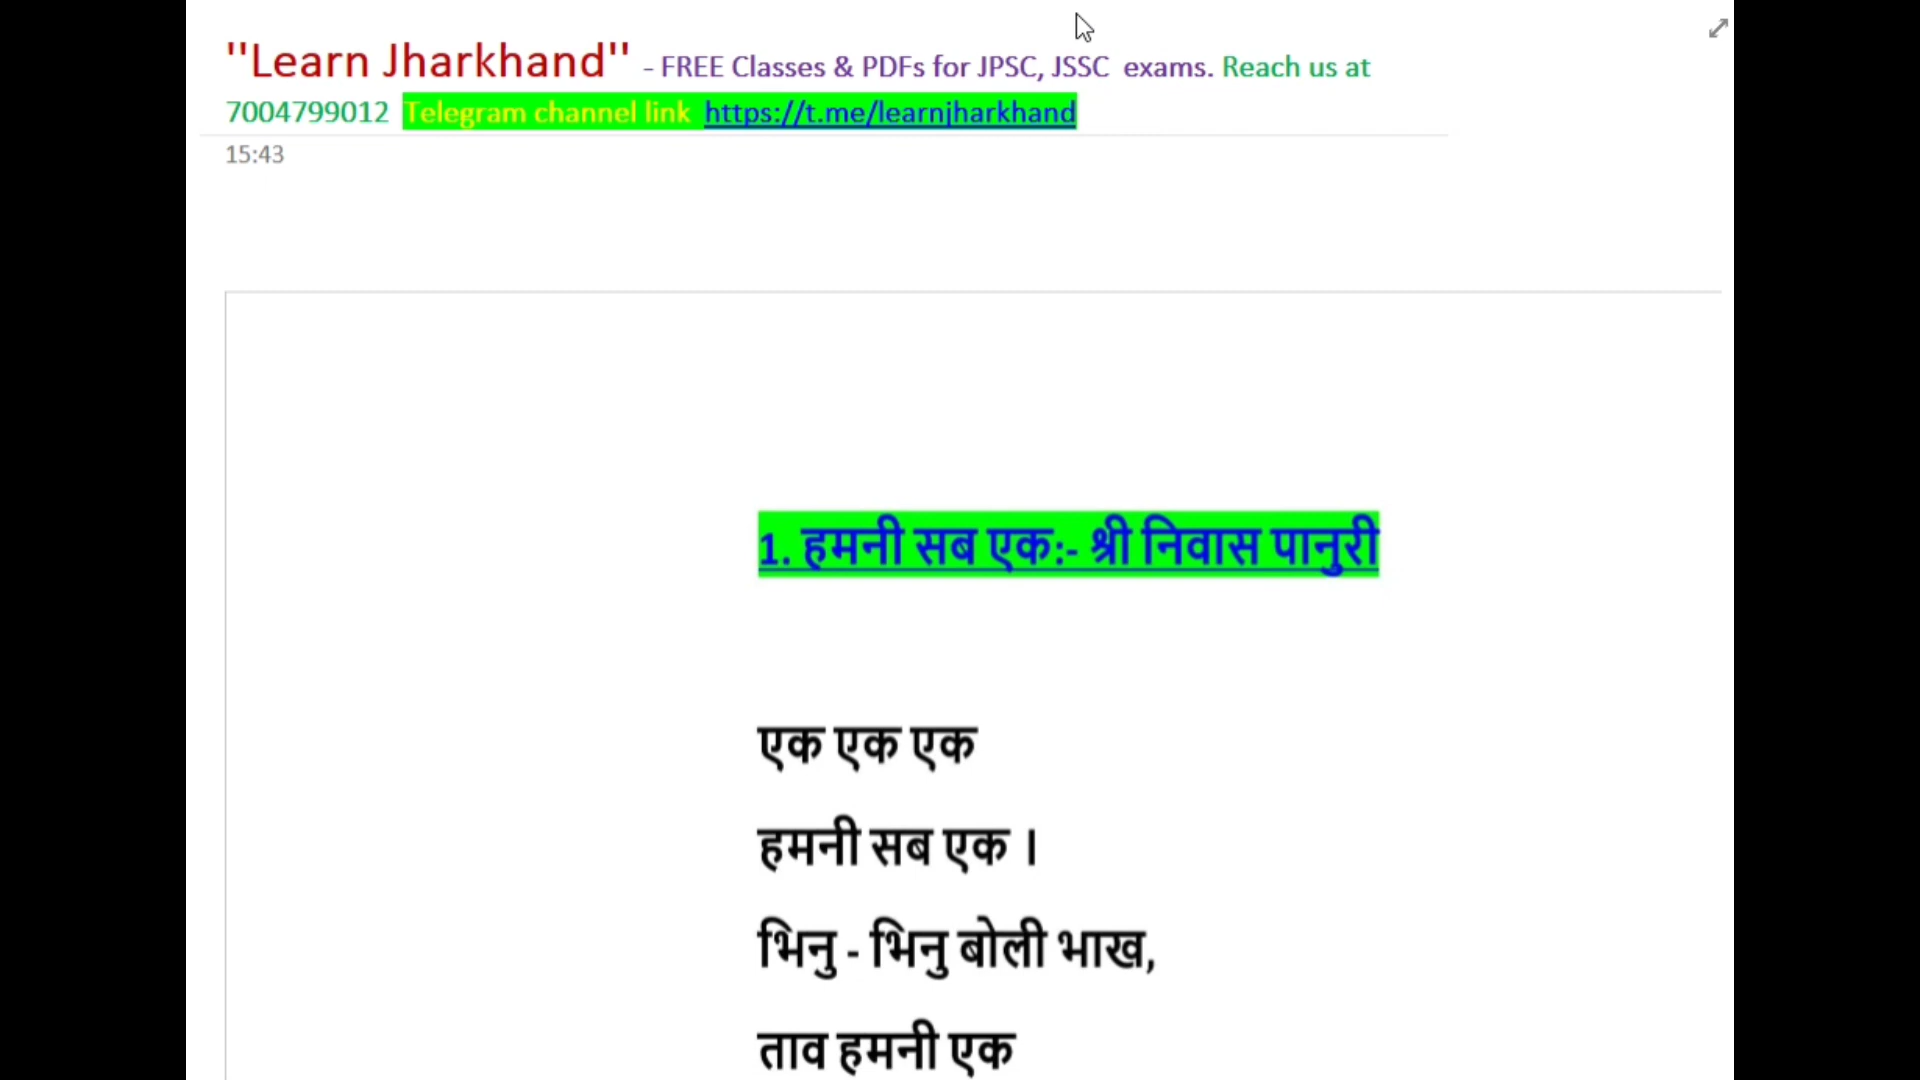 "Learn Jharkhand" - FREE Classes & PDFs for JPSC, JSSC exams. Reach us at
7004799012 Telegram channel link https://t.me/learnjharkhand
15:43
1. हमनी सब एक:- श्री निवास पानुरी
एक एक एक
हमनी सब एक ।
भिनु - भिनु बोली भाख,
ताव हमनी एक